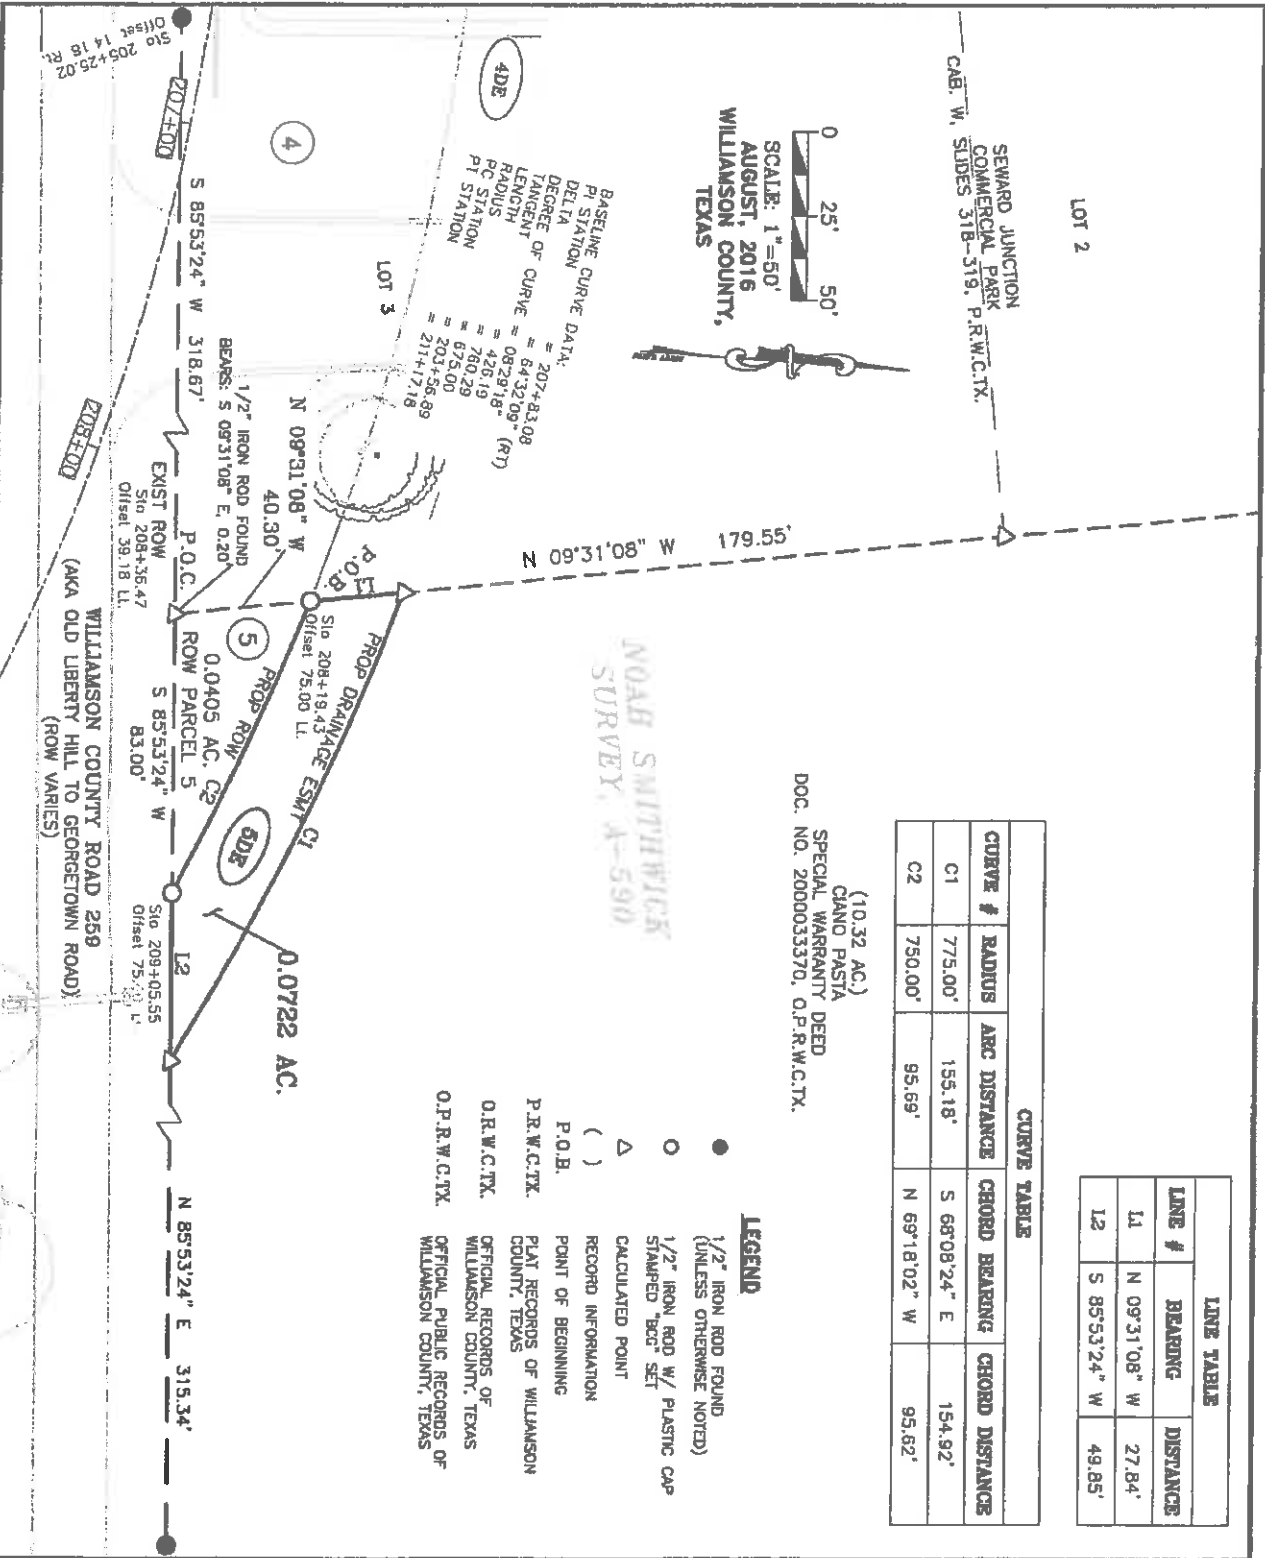 LOT 2
SEWARD JUNCTION
COMMERCIAL PARK
CAB. W, SLIDES 318-319, P.R.W.C.TX.
0 25' 50'
SCALE: 1"=50'
AUGUST, 2016
WILLIAMSON COUNTY,
TEXAS
LINE TABLE
LINE # BEARING DISTANCE
L1 N 09°31'08" W 27.84'
L2 S 85°53'24" W 49.85'
CURVE TABLE
CURVE # RADIUS ARC DISTANCE CHORD BEARING CHORD DISTANCE
C1 775.00' 155.18' S 68°08'24" E 154.92'
C2 750.00' 95.69' N 69°18'02" W 95.62'
(10.32 AC.)
CIANO PASTA
SPECIAL WARRANTY DEED
DOC. NO. 2000033370, O.P.R.W.C.TX.
NOAH SMITHWICK
SURVEY, A-590
N 09°31'08" W 179.55'
4DE
BASELINE CURVE DATA:
PI STATION = 207+83.08
DELTA = 64°32'09" (RT)
DEGREE OF CURVE = 08°29'18"
TANGENT = 426.19
LENGTH = 760.29
RADIUS = 675.00
PC STATION = 203+56.89
PT STATION = 211+17.18
LOT 3
4
N 09°31'08" W
40.30'
1/2" IRON ROD FOUND
BEARS: S 09°31'08" E, 0.20'
P.O.B.
L1
Sta 208+19.43
Offset 75.00 Lt.
PROP DRAINAGE ESMT C1
PROP ROW
C2
5
5DE
0.0722 AC.
0.0405 AC.
ROW PARCEL 5
S 85°53'24" W
83.00'
P.O.C.
EXIST ROW
Sta 208+36.47
Offset 39.18 Lt.
S 85°53'24" W 318.67'
207+00
208+00
Sta 205+25.02
Offset 14.18 Rt.
L2
Sta 209+05.55
Offset 75.
N 85°53'24" E 315.34'
WILLIAMSON COUNTY ROAD 259
(AKA OLD LIBERTY HILL TO GEORGETOWN ROAD)
(ROW VARIES)
LEGEND
1/2" IRON ROD FOUND
(UNLESS OTHERWISE NOTED)
1/2" IRON ROD W/ PLASTIC CAP
STAMPED "BCG" SET
CALCULATED POINT
( ) RECORD INFORMATION
P.O.B. POINT OF BEGINNING
P.R.W.C.TX. PLAT RECORDS OF WILLIAMSON
COUNTY, TEXAS
O.R.W.C.TX. OFFICIAL RECORDS OF
WILLIAMSON COUNTY, TEXAS
O.P.R.W.C.TX. OFFICIAL PUBLIC RECORDS OF
WILLIAMSON COUNTY, TEXAS